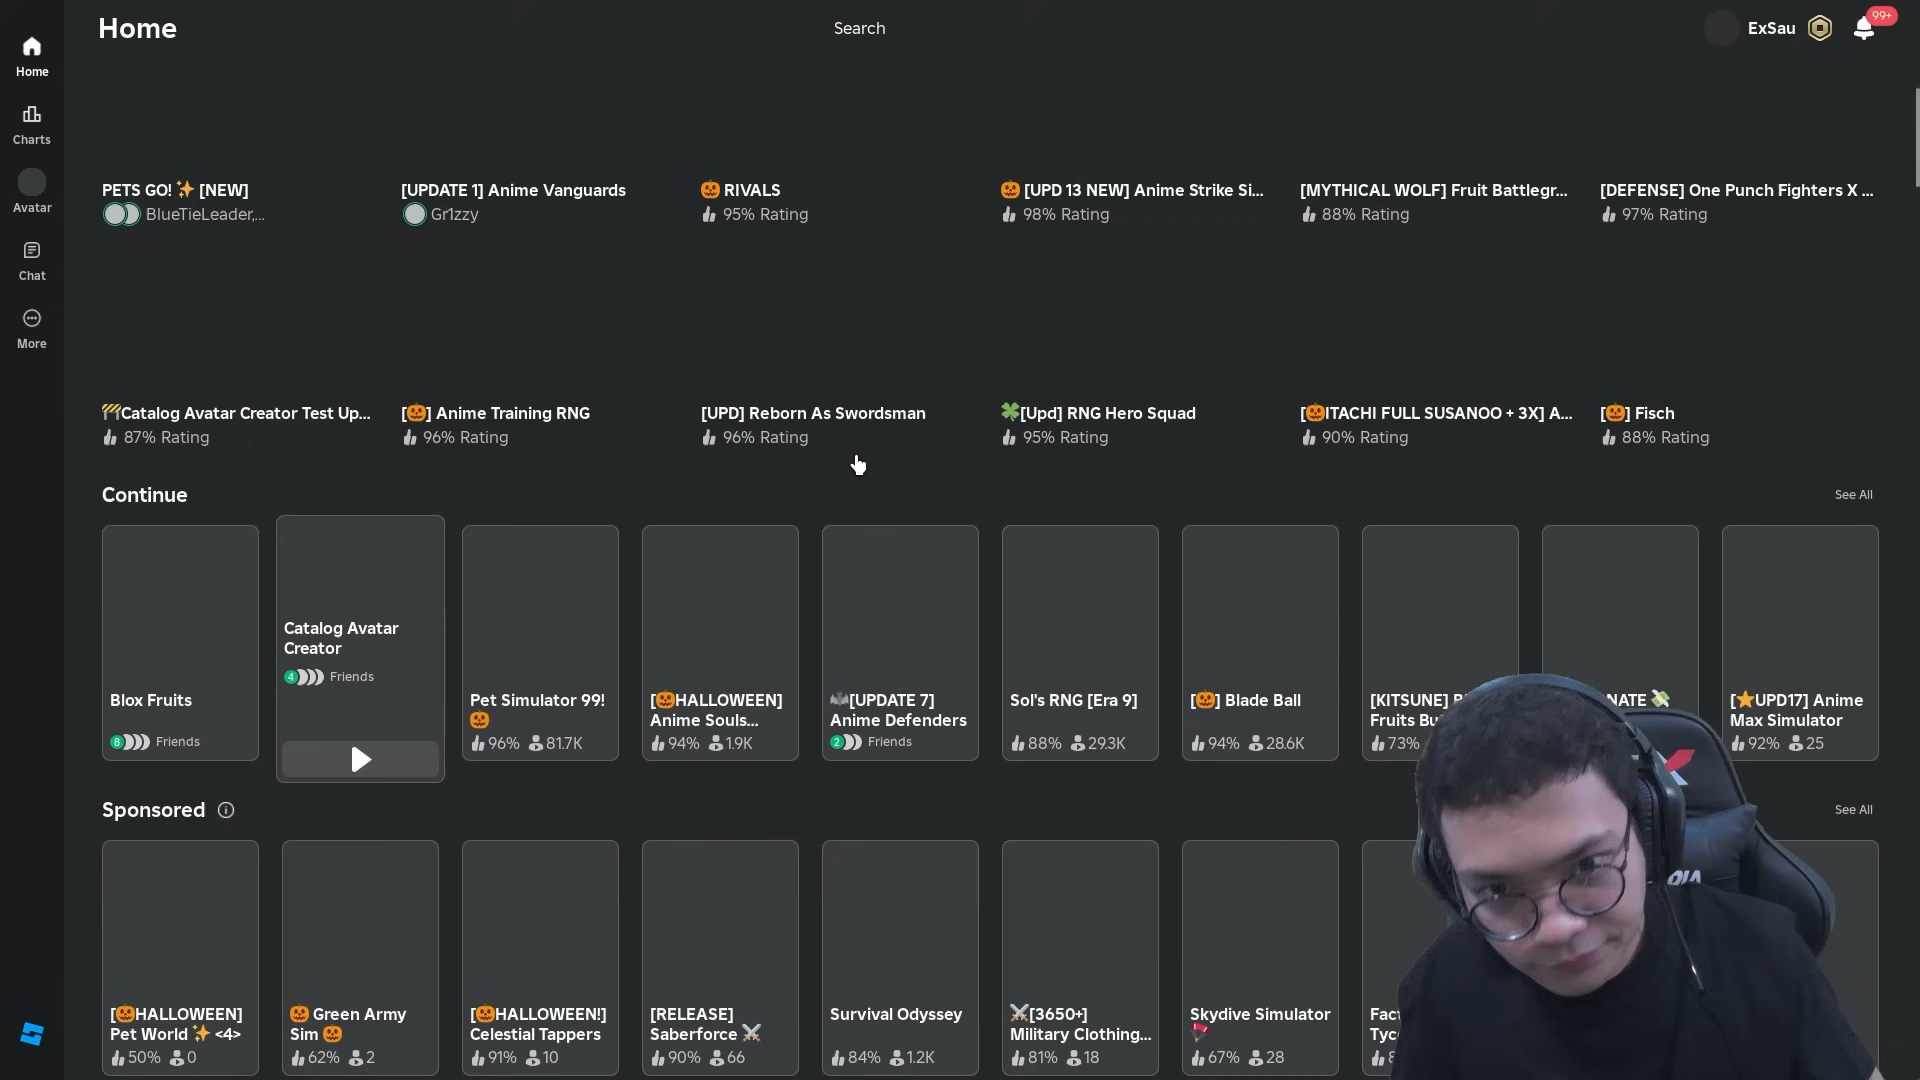 Home
Search
ExSau
99+
Home
Charts
Avatar
Chat
More
PETS GO! ✨ [NEW]
BlueTieLeader,...
[UPDATE 1] Anime Vanguards
Gr1zzy
🎃 RIVALS
95% Rating
🎃 [UPD 13 NEW] Anime Strike Si...
98% Rating
[MYTHICAL WOLF] Fruit Battlegr...
88% Rating
[DEFENSE] One Punch Fighters X ...
97% Rating
🚧Catalog Avatar Creator Test Up...
87% Rating
[🎃] Anime Training RNG
96% Rating
[UPD] Reborn As Swordsman
96% Rating
🍀[Upd] RNG Hero Squad
95% Rating
[🎃ITACHI FULL SUSANOO + 3X] A...
90% Rating
[🎃] Fisch
88% Rating
Continue
See All
Blox Fruits
8 Friends
Catalog Avatar
Creator
4 Friends
Pet Simulator 99!
🎃
96% 81.7K
[🎃HALLOWEEN]
Anime Souls...
94% 1.9K
🦇[UPDATE 7]
Anime Defenders
2 Friends
Sol's RNG [Era 9]
88% 29.3K
[🎃] Blade Ball
94% 28.6K
[KITSUNE]
Fruits
73%
NATE 💸
[⭐UPD17] Anime
Max Simulator
92% 25
Sponsored
See All
[🎃HALLOWEEN]
Pet World ✨ <4>
50% 0
🎃 Green Army
Sim 🎃
62% 2
[🎃HALLOWEEN!]
Celestial Tappers
91% 10
[RELEASE]
Saberforce ⚔️
90% 66
Survival Odyssey
84% 1.2K
⚔️[3650+]
Military Clothing...
81% 18
Skydive Simulator
🪂
67% 28